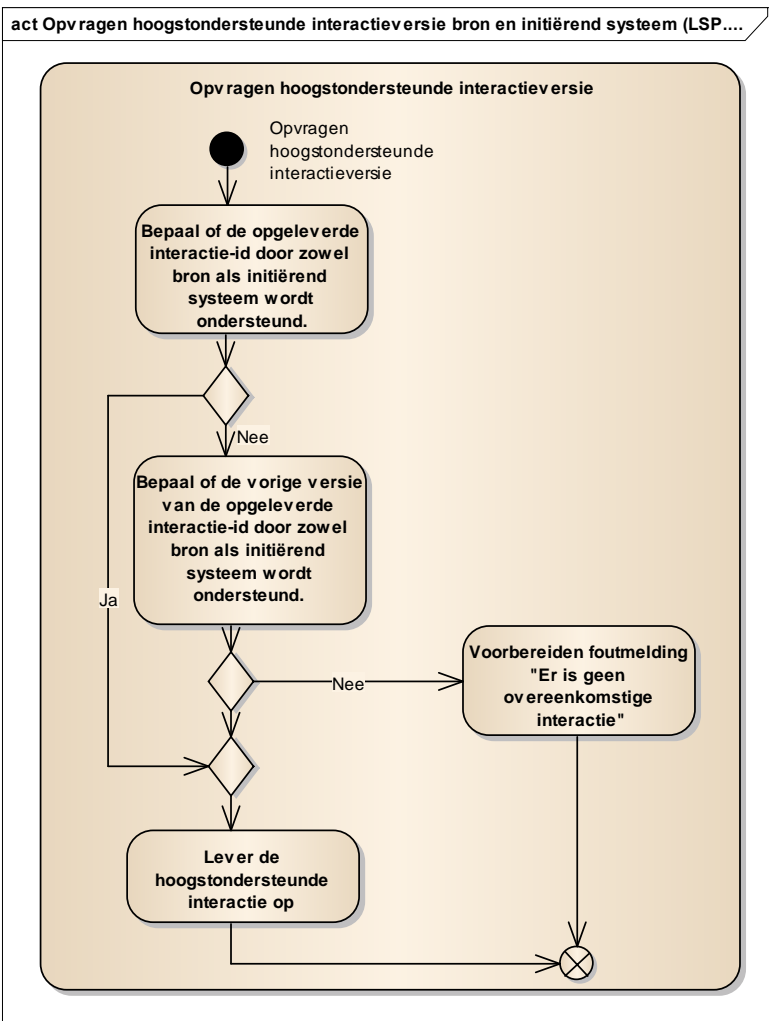 act Opvragen hoogstondersteunde interactieversie bron en initiërend systeem (LSP....
Opvragen hoogstondersteunde interactieversie
Opvragen
hoogstondersteunde
interactieversie
Bepaal of de opgeleverde
interactie-id door zowel
bron als initiërend
systeem wordt
ondersteund.
Nee
Bepaal of de vorige versie
van de opgeleverde
interactie-id door zowel
bron als initiërend
systeem wordt
ondersteund.
Ja
Nee
Voorbereiden foutmelding
"Er is geen
overeenkomstige
interactie"
Lever de
hoogstondersteunde
interactie op